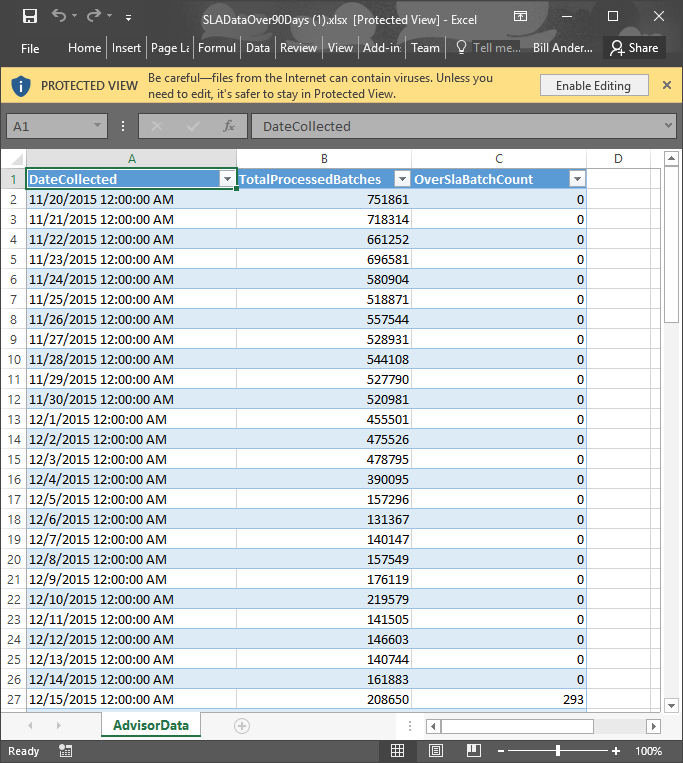 SLADataOver90Days (1).xlsx [Protected View] - Excel
File Home Insert Page La Formul Data Review View Add-in Team Tell me... Bill Ander... Share
PROTECTED VIEW Be careful—files from the Internet can contain viruses. Unless you need to edit, it's safer to stay in Protected View. Enable Editing
A1 fx DateCollected
A B C D
1 DateCollected TotalProcessedBatches OverSlaBatchCount
2 11/20/2015 12:00:00 AM 751861 0
3 11/21/2015 12:00:00 AM 718314 0
4 11/22/2015 12:00:00 AM 661252 0
5 11/23/2015 12:00:00 AM 696581 0
6 11/24/2015 12:00:00 AM 580904 0
7 11/25/2015 12:00:00 AM 518871 0
8 11/26/2015 12:00:00 AM 557544 0
9 11/27/2015 12:00:00 AM 528931 0
10 11/28/2015 12:00:00 AM 544108 0
11 11/29/2015 12:00:00 AM 527790 0
12 11/30/2015 12:00:00 AM 520981 0
13 12/1/2015 12:00:00 AM 455501 0
14 12/2/2015 12:00:00 AM 475526 0
15 12/3/2015 12:00:00 AM 478795 0
16 12/4/2015 12:00:00 AM 390095 0
17 12/5/2015 12:00:00 AM 157296 0
18 12/6/2015 12:00:00 AM 131367 0
19 12/7/2015 12:00:00 AM 140147 0
20 12/8/2015 12:00:00 AM 157549 0
21 12/9/2015 12:00:00 AM 176119 0
22 12/10/2015 12:00:00 AM 219579 0
23 12/11/2015 12:00:00 AM 141505 0
24 12/12/2015 12:00:00 AM 146603 0
25 12/13/2015 12:00:00 AM 140744 0
26 12/14/2015 12:00:00 AM 161883 0
27 12/15/2015 12:00:00 AM 208650 293
AdvisorData
Ready 100%